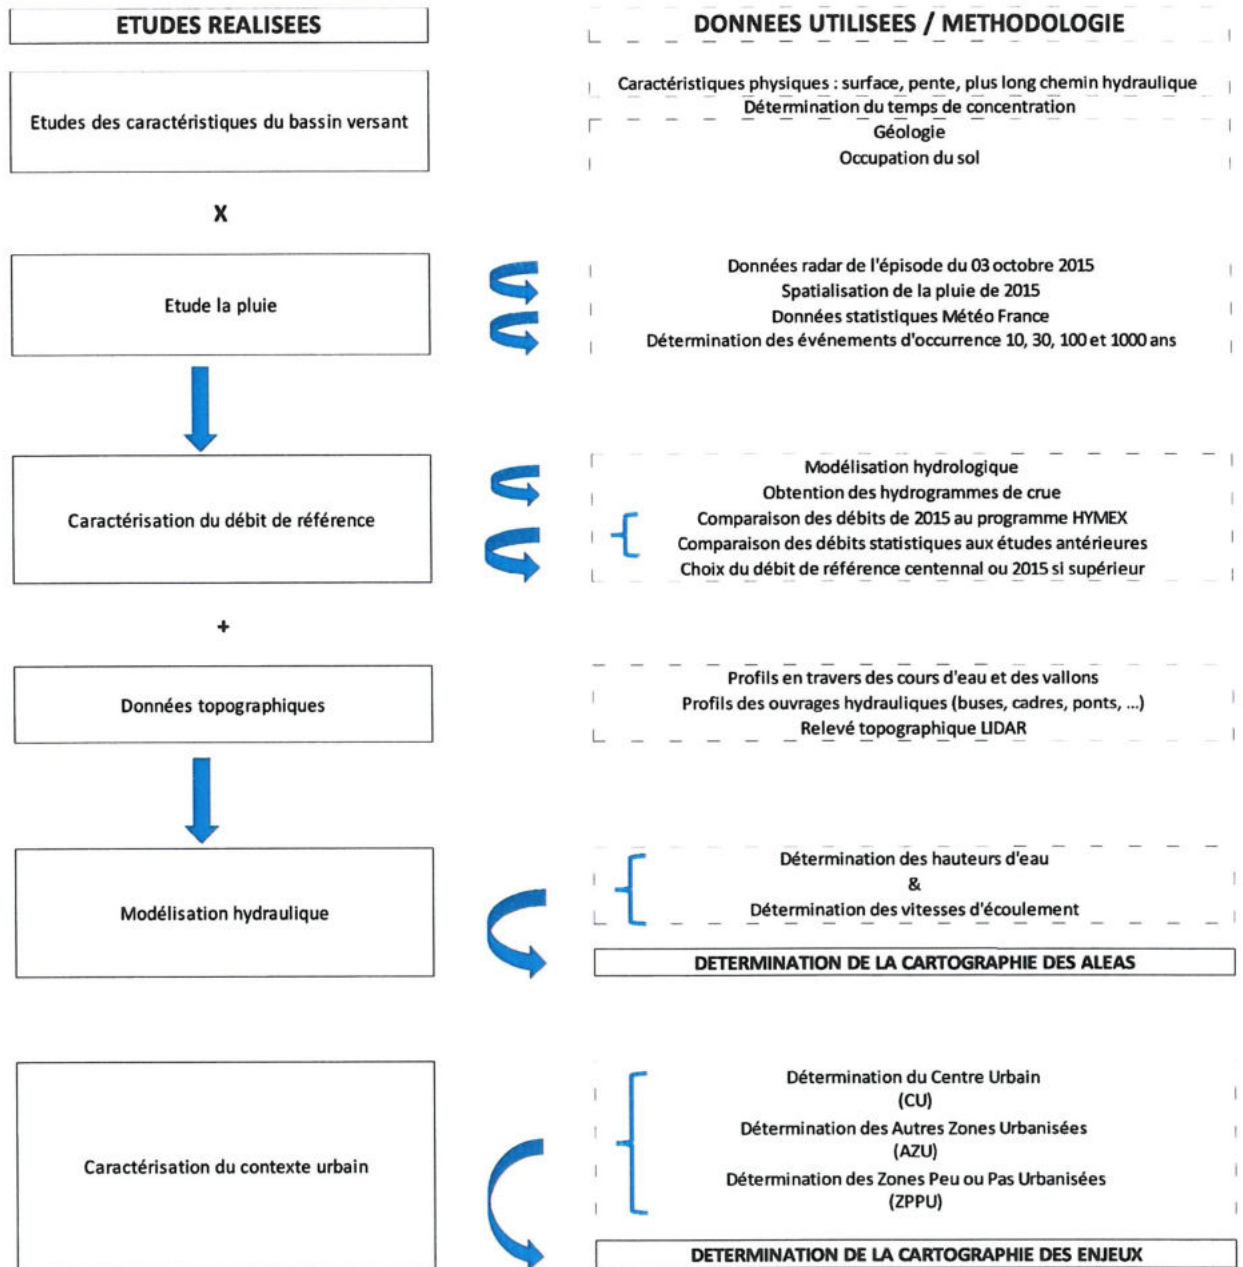 ETUDES REALISEES
DONNEES UTILISEES / METHODOLOGIE
Etudes des caractéristiques du bassin versant
Caractéristiques physiques : surface, pente, plus long chemin hydraulique
Détermination du temps de concentration
Géologie
Occupation du sol
X
Etude la pluie
Données radar de l'épisode du 03 octobre 2015
Spatialisation de la pluie de 2015
Données statistiques Météo France
Détermination des événements d'occurrence 10, 30, 100 et 1000 ans
Caractérisation du débit de référence
Modélisation hydrologique
Obtention des hydrogrammes de crue
Comparaison des débits de 2015 au programme HYMEX
Comparaison des débits statistiques aux études antérieures
Choix du débit de référence centennal ou 2015 si supérieur
+
Données topographiques
Profils en travers des cours d'eau et des vallons
Profils des ouvrages hydrauliques (buses, cadres, ponts, ...)
Relevé topographique LIDAR
Modélisation hydraulique
Détermination des hauteurs d'eau
&
Détermination des vitesses d'écoulement
DETERMINATION DE LA CARTOGRAPHIE DES ALEAS
Caractérisation du contexte urbain
Détermination du Centre Urbain
(CU)
Détermination des Autres Zones Urbanisées
(AZU)
Détermination des Zones Peu ou Pas Urbanisées
(ZPPU)
DETERMINATION DE LA CARTOGRAPHIE DES ENJEUX